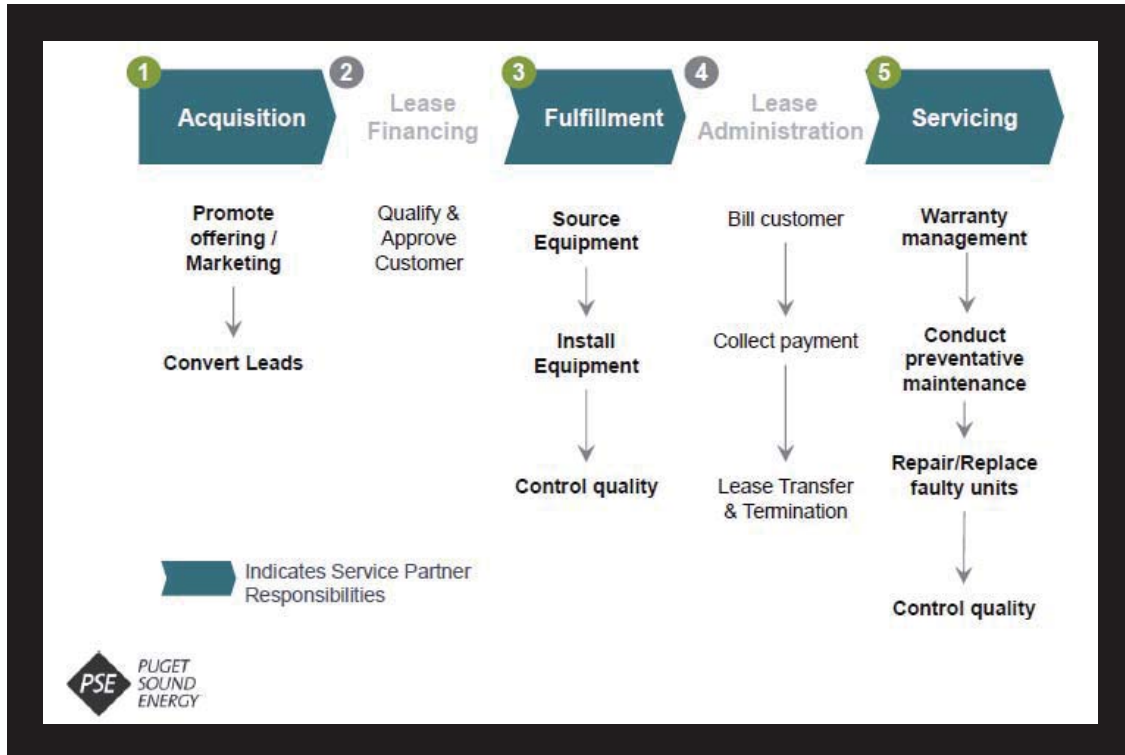 1
Acquisition
Promote
offering /
Marketing
Convert Leads
2
Lease
Financing
Qualify &
Approve
Customer
3
Fulfillment
Source
Equipment
Install
Equipment
Control quality
4
Lease
Administration
Bill customer
Collect payment
Lease Transfer
& Termination
5
Servicing
Warranty
management
Conduct
preventative
maintenance
Repair/Replace
faulty units
Control quality
Indicates Service Partner
Responsibilities
PSE
PUGET
SOUND
ENERGY